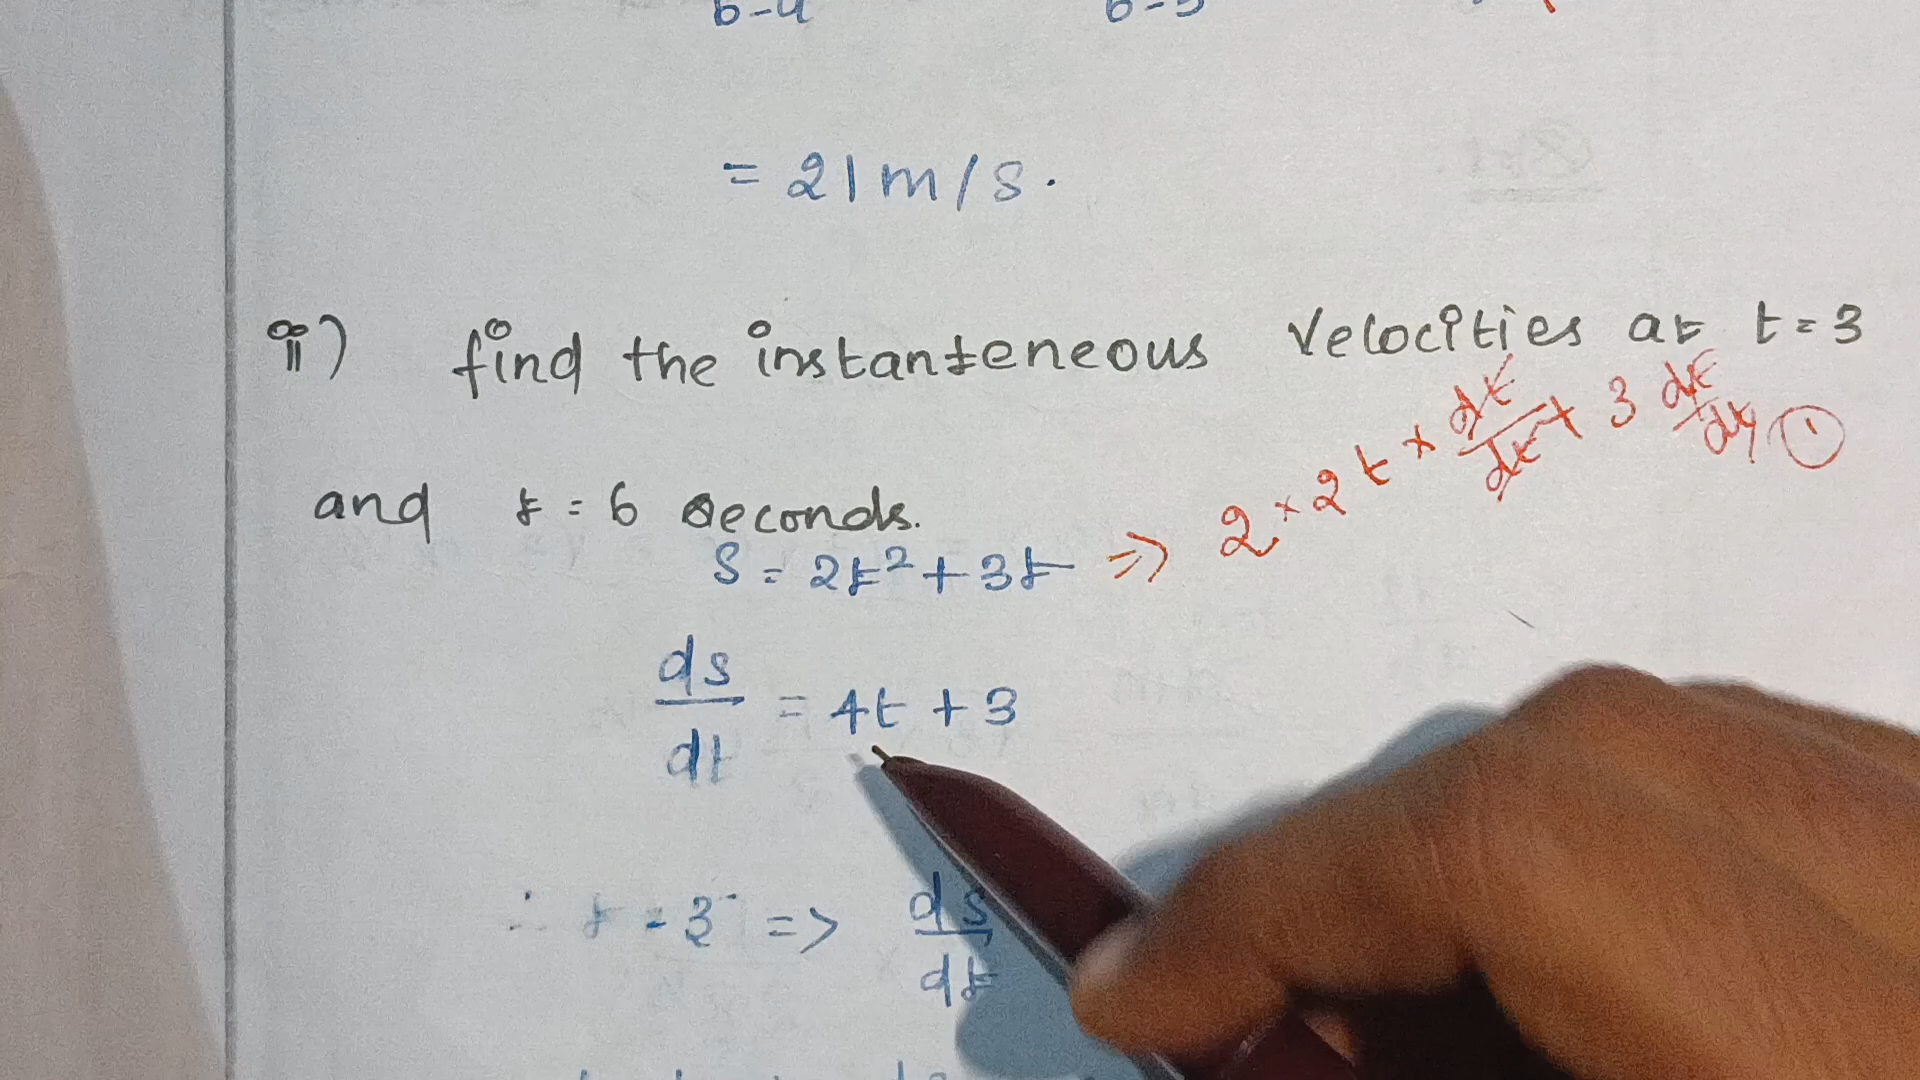 b-a b-3
= 21 m/s.
ii) find the instanteneous velocities at t = 3
2 × 2t × dt/dt + 3 dt/dt ①
and t = 6 seconds.
S = 2t² + 3t =>
ds/dt = 4t + 3
∴ t = 3 => ds/dt